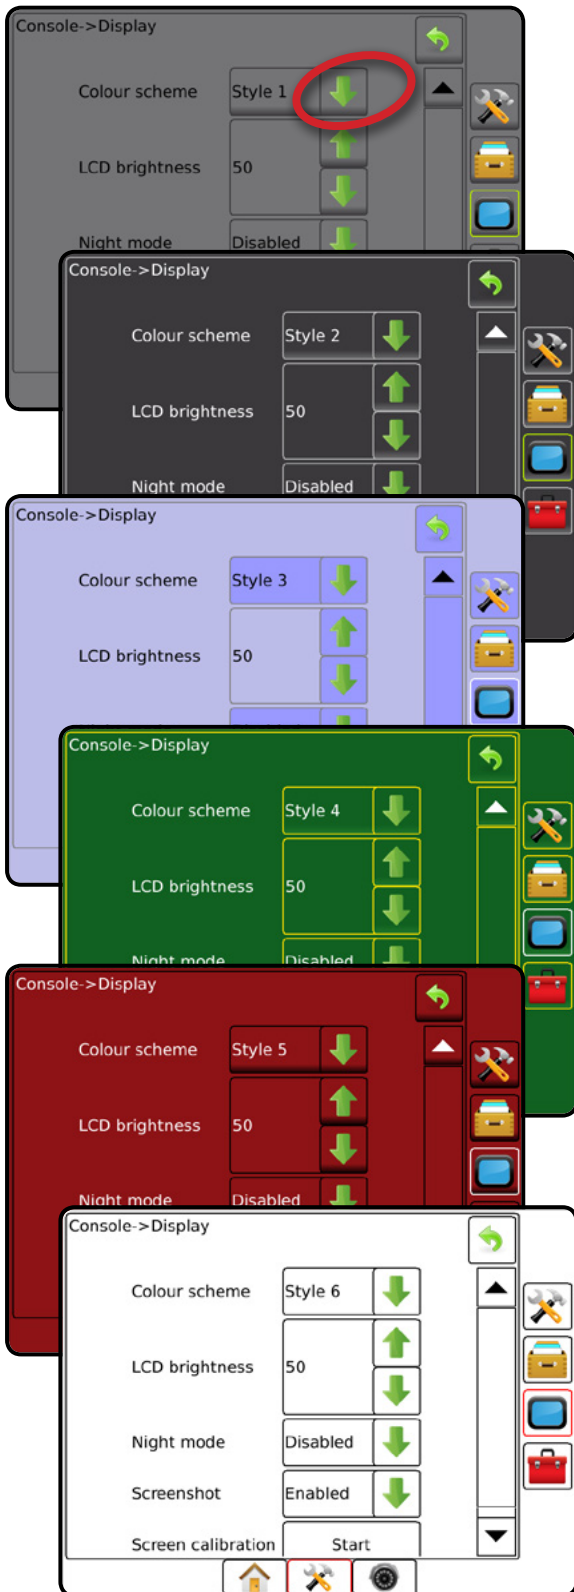 Console->Display
Colour scheme Style 1
LCD brightness 50
Night mode Disabled
Console->Display
Colour scheme Style 2
LCD brightness 50
Night mode Disabled
Console->Display
Colour scheme Style 3
LCD brightness 50
Console->Display
Colour scheme Style 4
LCD brightness 50
Night mode Disabled
Console->Display
Colour scheme Style 5
LCD brightness 50
Night mode Disabled
Console->Display
Colour scheme Style 6
LCD brightness 50
Night mode Disabled
Screenshot Enabled
Screen calibration Start